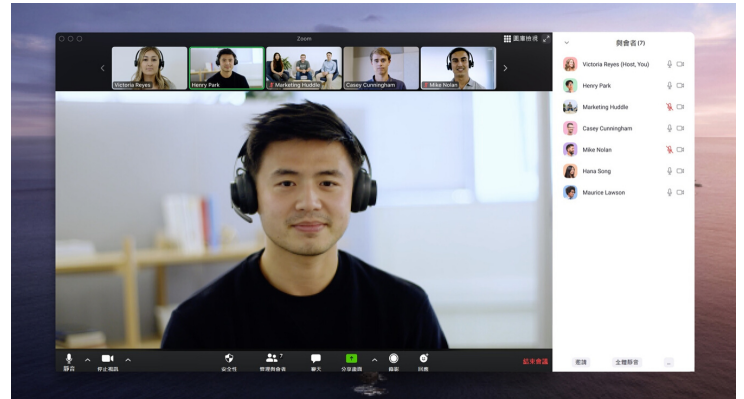 Zoom
圖庫檢視
Victoria Reyes
Henry Park
Marketing Huddle
Casey Cunningham
Mike Nolan
與會者 (7)
Victoria Reyes (Host, You)
Henry Park
Marketing Huddle
Casey Cunningham
Mike Nolan
Hana Song
Maurice Lawson
靜音
停止視訊
安全性
管理與會者
7
聊天
分享畫面
錄影
回應
結束會議
邀請
全體靜音
...